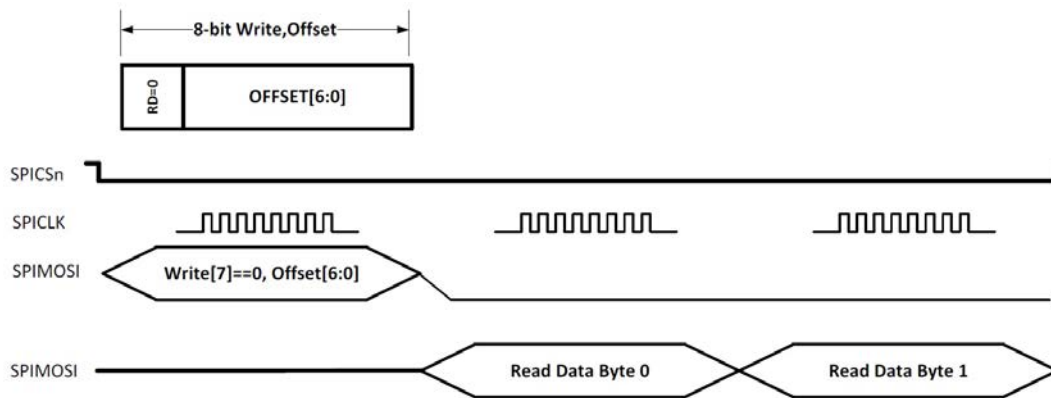 8-bit Write,Offset
RD=0
OFFSET[6:0]
SPICSn
SPICLK
SPIMOSI
Write[7]==0, Offset[6:0]
SPIMOSI
Read Data Byte 0
Read Data Byte 1